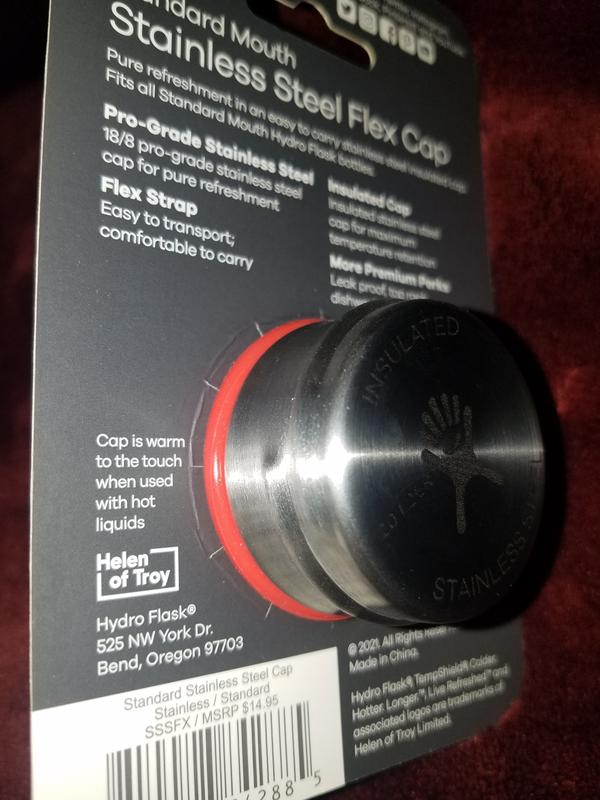 Standard Mouth
Stainless Steel Flex Cap
Pure refreshment in an easy to carry stainless steel insulated cap.
Fits all Standard Mouth Hydro Flask bottles.
Pro-Grade Stainless Steel
18/8 pro-grade stainless steel
cap for pure refreshment
Flex Strap
Easy to transport;
comfortable to carry
Insulated Cap
Insulated stainless steel
cap for maximum
temperature retention
More Premium Perks
Leak proof,
INSULATED
STAINLESS
Cap is warm
to the touch
when used
with hot
liquids
Helen
of Troy
Hydro Flask®
525 NW York Dr.
Bend, Oregon 97703
© 2021. All Rights
Made in China.
Hydro Flask®, TempShield®, Colder.
Hotter. Longer.™, Live Refreshed™ and
associated logos are trademarks of
Helen of Troy Limited.
Standard Stainless Steel Cap
Stainless / Standard
SSSFX / MSRP $14.95
288 5